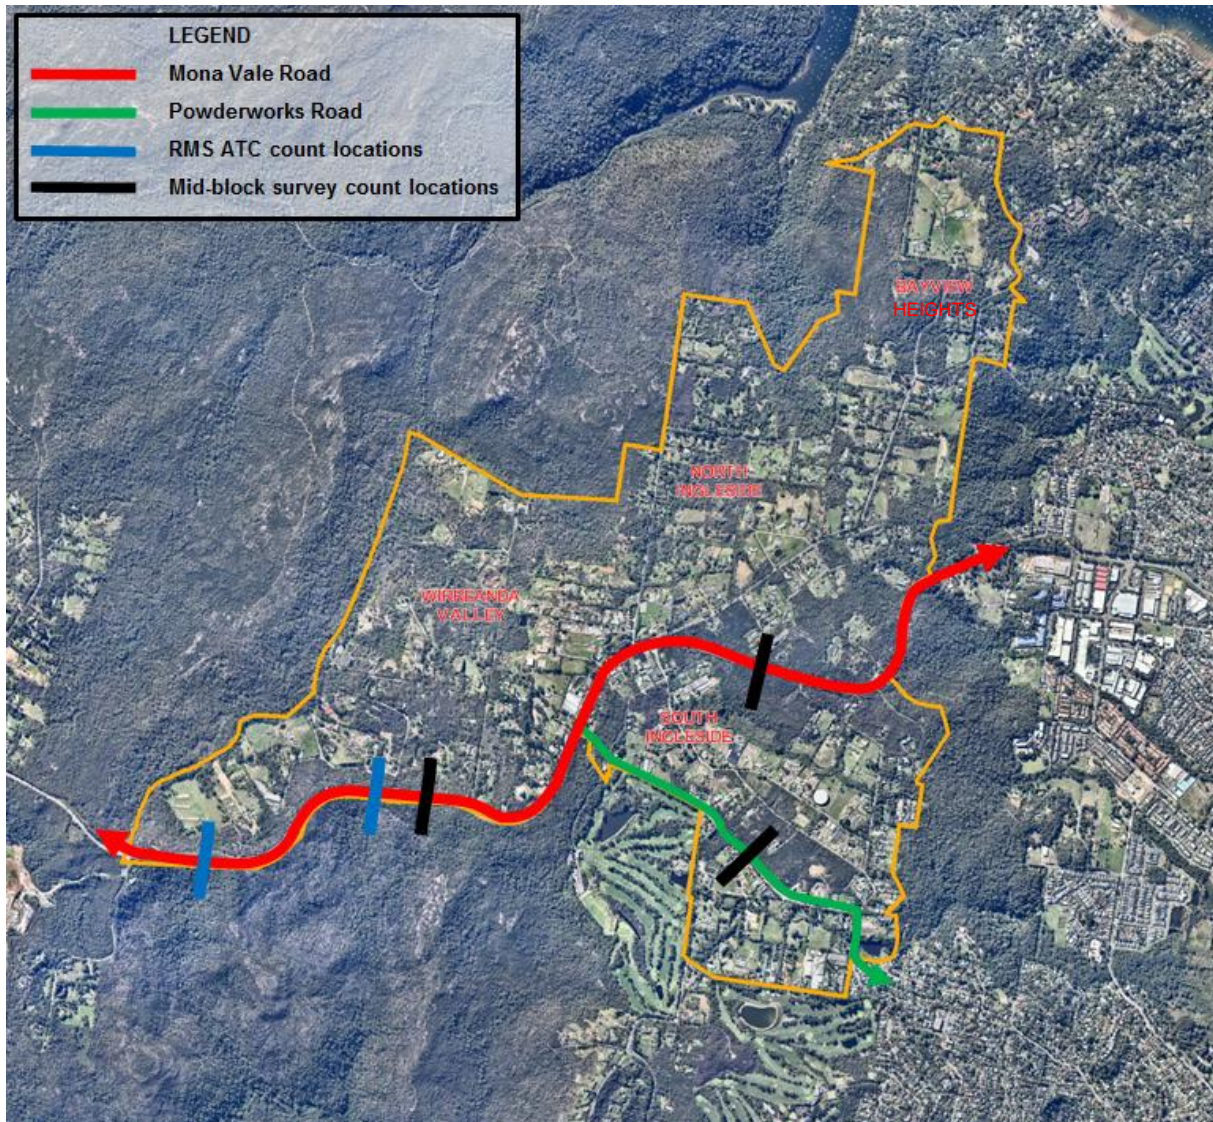 LEGEND
Mona Vale Road
Powderworks Road
RMS ATC count locations
Mid-block survey count locations
BAYVIEW
HEIGHTS
NORTH
INGLESIDE
WIRREANDA
VALLEY
SOUTH
INGLESIDE